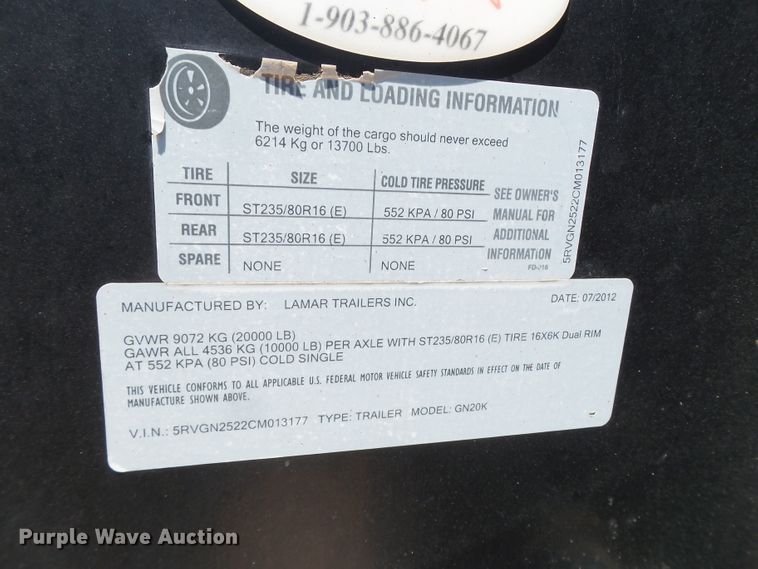 1-903-886-4067
TIRE AND LOADING INFORMATION
The weight of the cargo should never exceed
6214 Kg or 13700 Lbs.
TIRE SIZE COLD TIRE PRESSURE
FRONT ST235/80R16 (E) 552 KPA / 80 PSI
REAR ST235/80R16 (E) 552 KPA / 80 PSI
SPARE NONE NONE
SEE OWNER'S
MANUAL FOR
ADDITIONAL
INFORMATION
5RVGN2522CM013177
MANUFACTURED BY: LAMAR TRAILERS INC. DATE: 07/2012
GVWR 9072 KG (20000 LB)
GAWR ALL 4536 KG (10000 LB) PER AXLE WITH ST235/80R16 (E) TIRE 16X6K Dual RIM
AT 552 KPA (80 PSI) COLD SINGLE
THIS VEHICLE CONFORMS TO ALL APPLICABLE U.S. FEDERAL MOTOR VEHICLE SAFETY STANDARDS IN EFFECT ON THE DATE OF
MANUFACTURE SHOWN ABOVE.
V.I.N.: 5RVGN2522CM013177 TYPE: TRAILER MODEL: GN20K
Purple Wave Auction